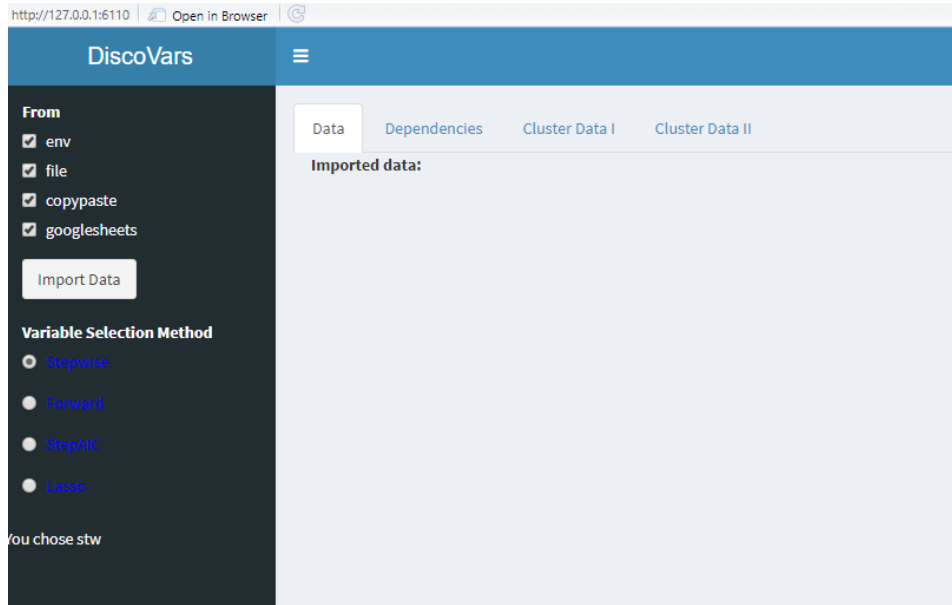 http://127.0.0.1:6110 Open in Browser
DiscoVars
From
env
file
copypaste
googlesheets
Import Data
Variable Selection Method
Stepwise
Forward
StepAIC
Lasso
You chose stw
Data Dependencies Cluster Data I Cluster Data II
Imported data: